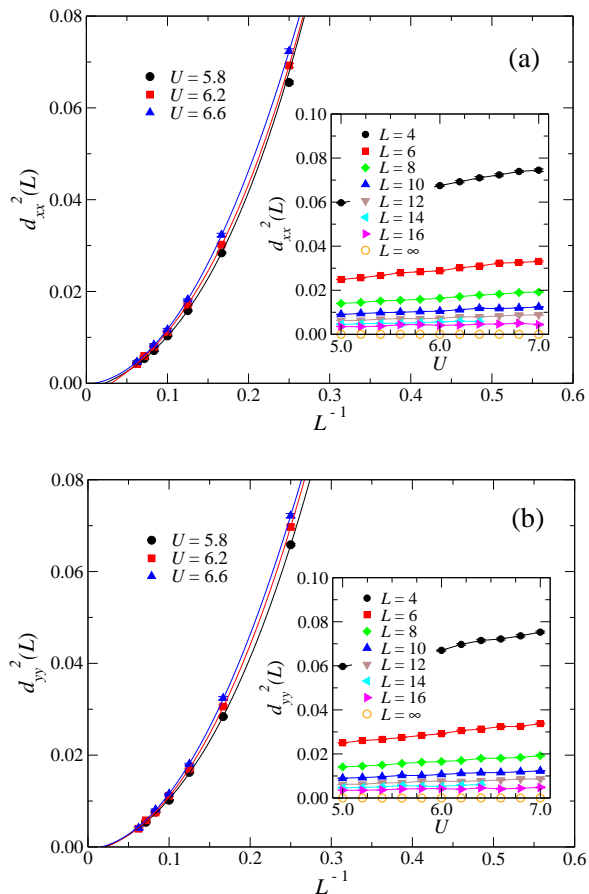 0.08
(a)
U = 5.8
U = 6.2
U = 6.6
0.06
0.04
0.02
0.00
d_xx^2(L)
0 0.1 0.2 0.3 0.4 0.5 0.6
L^-1
0.10
0.08
0.06
0.04
0.02
0.00
d_xx^2(L)
L = 4
L = 6
L = 8
L = 10
L = 12
L = 14
L = 16
L = ∞
5.0 6.0 7.0
U
0.08
(b)
U = 5.8
U = 6.2
U = 6.6
0.06
0.04
0.02
0.00
d_yy^2(L)
0 0.1 0.2 0.3 0.4 0.5 0.6
L^-1
0.10
0.08
0.06
0.04
0.02
0.00
d_yy^2(L)
L = 4
L = 6
L = 8
L = 10
L = 12
L = 14
L = 16
L = ∞
5.0 6.0 7.0
U